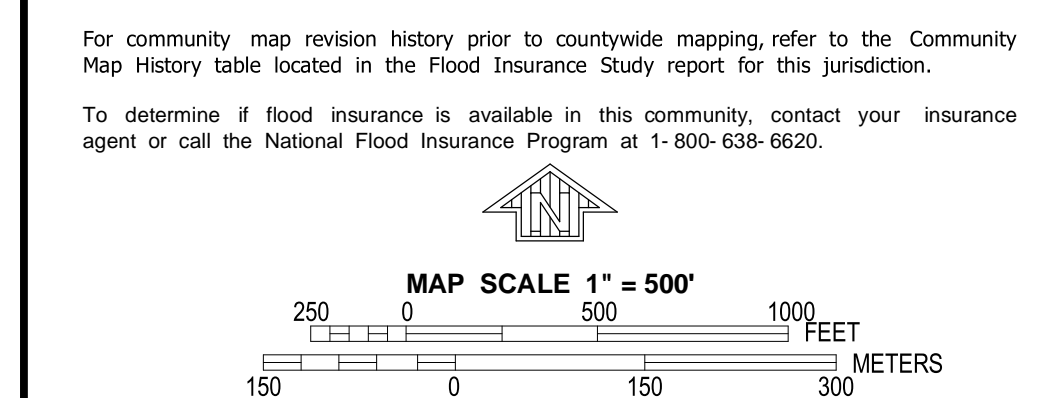 For community map revision history prior to countywide mapping, refer to the Community
Map History table located in the Flood Insurance Study report for this jurisdiction.
To determine if flood insurance is available in this community, contact your insurance
agent or call the National Flood Insurance Program at 1- 800- 638- 6620.
N
MAP SCALE 1" = 500'
250 0 500 1000
FEET
METERS
150 0 150 300